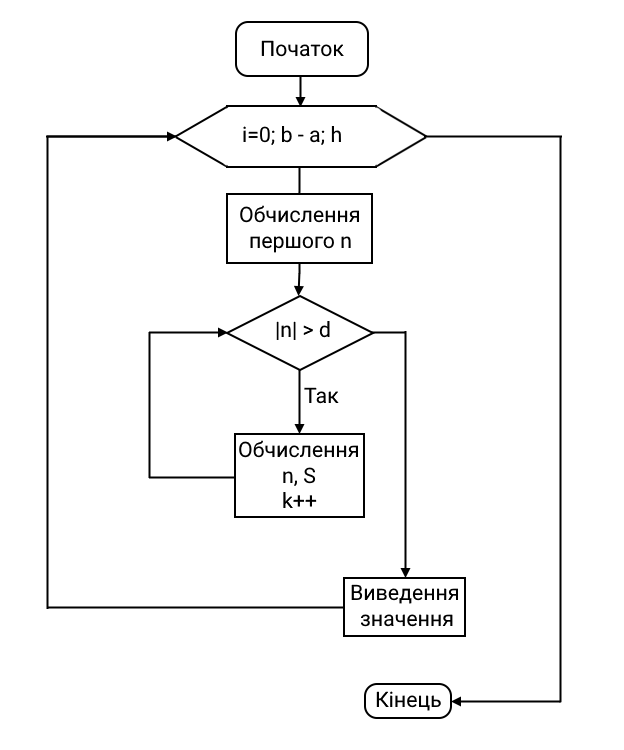 Початок
i=0; b - a; h
Обчислення
першого n
|n| > d
Так
Обчислення
n, S
k++
Виведення
значення
Кінець